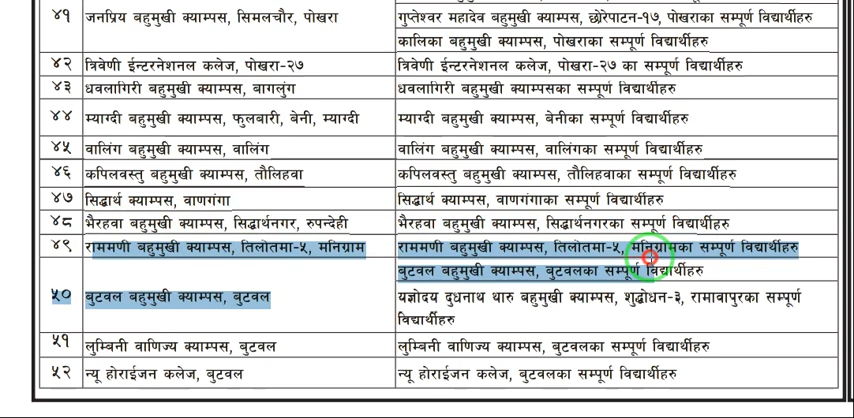 ४१ जनप्रिय बहुमुखी क्याम्पस, सिमलचौर, पोखरा गुप्तेश्वर महादेव बहुमुखी क्याम्पस, छोरेपाटन-१७, पोखराका सम्पूर्ण विद्यार्थीहरु
कालिका बहुमुखी क्याम्पस, पोखराका सम्पूर्ण विद्यार्थीहरु
४२ त्रिवेणी ईन्टरनेशनल कलेज, पोखरा-२७ त्रिवेणी ईन्टरनेशनल कलेज, पोखरा-२७ का सम्पूर्ण विद्यार्थीहरु
४३ धवलागिरी बहुमुखी क्याम्पस, बागलुंग धवलागिरी बहुमुखी क्याम्पसका सम्पूर्ण विद्यार्थीहरु
४४ म्याग्दी बहुमुखी क्याम्पस, फुलबारी, बेनी, म्याग्दी म्याग्दी बहुमुखी क्याम्पस, बेनीका सम्पूर्ण विद्यार्थीहरु
४५ वालिंग बहुमुखी क्याम्पस, वालिंग वालिंग बहुमुखी क्याम्पस, वालिंगका सम्पूर्ण विद्यार्थीहरु
४६ कपिलवस्तु बहुमुखी क्याम्पस, तौलिहवा कपिलवस्तु बहुमुखी क्याम्पस, तौलिहवाका सम्पूर्ण विद्यार्थीहरु
४७ सिद्धार्थ क्याम्पस, वाणगंगा सिद्धार्थ क्याम्पस, वाणगंगाका सम्पूर्ण विद्यार्थीहरु
४८ भैरहवा बहुमुखी क्याम्पस, सिद्धार्थनगर, रुपन्देही भैरहवा बहुमुखी क्याम्पस, सिद्धार्थनगरका सम्पूर्ण विद्यार्थीहरु
४९ राममणी बहुमुखी क्याम्पस, तिलोतमा-५, मनिग्राम राममणी बहुमुखी क्याम्पस, तिलोतमा-५, मनिग्रामका सम्पूर्ण विद्यार्थीहरु
बुटवल बहुमुखी क्याम्पस, बुटवलका सम्पूर्ण विद्यार्थीहरु
५० बुटवल बहुमुखी क्याम्पस, बुटवल यज्ञोदय दुधनाथ थारु बहुमुखी क्याम्पस, शुद्धोधन-३, रामावापुरका सम्पूर्ण
विद्यार्थीहरु
५१ लुम्बिनी वाणिज्य क्याम्पस, बुटवल लुम्बिनी वाणिज्य क्याम्पस, बुटवलका सम्पूर्ण विद्यार्थीहरु
५२ न्यू होराईजन कलेज, बुटवल न्यू होराईजन कलेज, बुटवलका सम्पूर्ण विद्यार्थीहरु